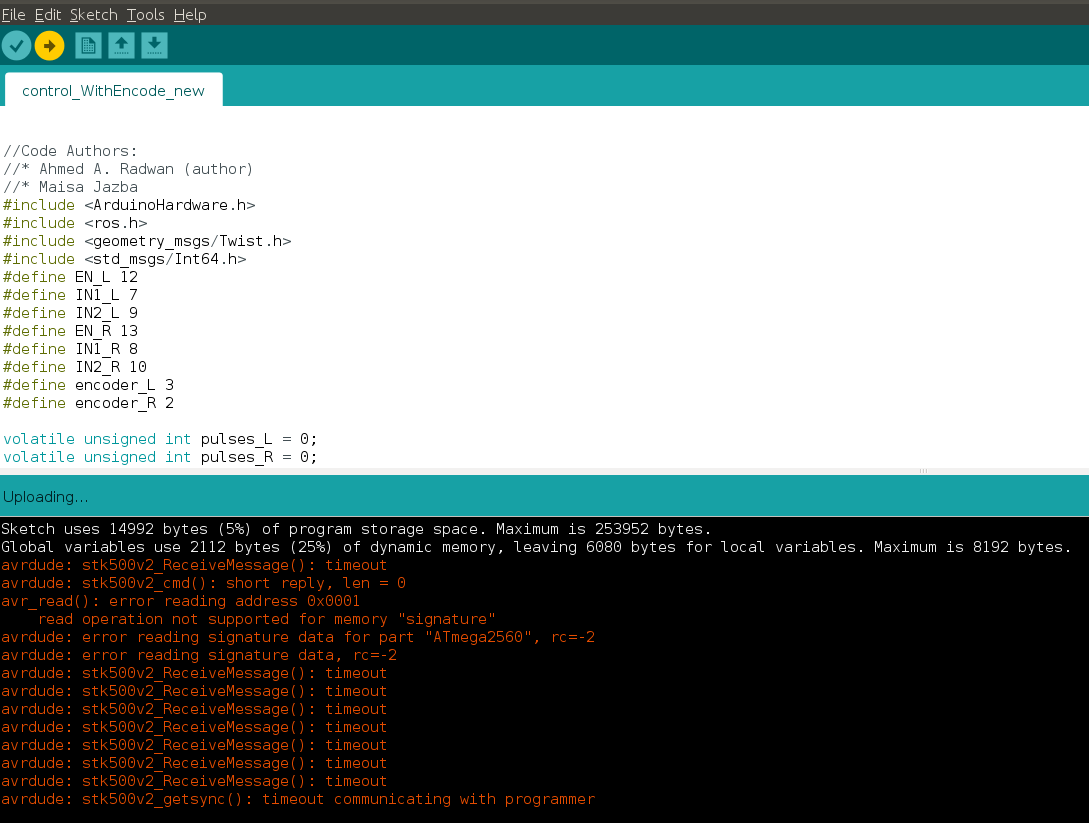 File Edit Sketch Tools Help
control_WithEncode_new
//Code Authors:
//* Ahmed A. Radwan (author)
//* Maisa Jazba
#include <ArduinoHardware.h>
#include <ros.h>
#include <geometry_msgs/Twist.h>
#include <std_msgs/Int64.h>
#define EN_L 12
#define IN1_L 7
#define IN2_L 9
#define EN_R 13
#define IN1_R 8
#define IN2_R 10
#define encoder_L 3
#define encoder_R 2
volatile unsigned int pulses_L = 0;
volatile unsigned int pulses_R = 0;
Uploading...
Sketch uses 14992 bytes (5%) of program storage space. Maximum is 253952 bytes.
Global variables use 2112 bytes (25%) of dynamic memory, leaving 6080 bytes for local variables. Maximum is 8192 bytes.
avrdude: stk500v2_ReceiveMessage(): timeout
avrdude: stk500v2_cmd(): short reply, len = 0
avr_read(): error reading address 0x0001
    read operation not supported for memory "signature"
avrdude: error reading signature data for part "ATmega2560", rc=-2
avrdude: error reading signature data, rc=-2
avrdude: stk500v2_ReceiveMessage(): timeout
avrdude: stk500v2_ReceiveMessage(): timeout
avrdude: stk500v2_ReceiveMessage(): timeout
avrdude: stk500v2_ReceiveMessage(): timeout
avrdude: stk500v2_ReceiveMessage(): timeout
avrdude: stk500v2_ReceiveMessage(): timeout
avrdude: stk500v2_ReceiveMessage(): timeout
avrdude: stk500v2_getsync(): timeout communicating with programmer